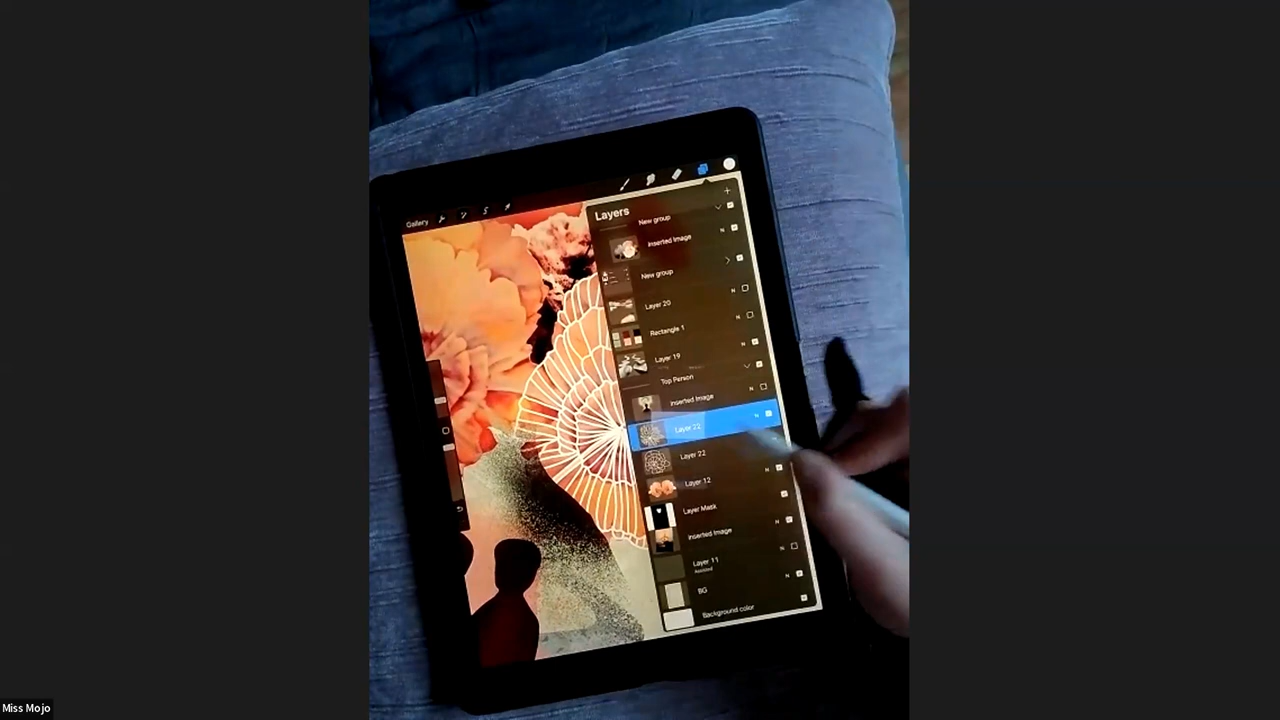 Gallery
Layers
New group
Inserted Image
N
New group
Layer 20
N
Rectangle 1
N
Layer 19
N
Top Person
Inserted Image
N
Layer 22
N
Layer 22
Layer 12
N
Layer Mask
Inserted Image
N
Layer 11
N
Assisted
BG
N
Background color
Miss Mojo